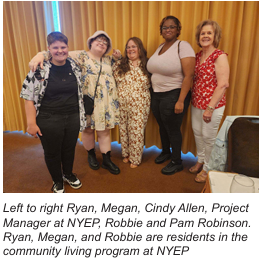 Left to right Ryan, Megan, Cindy Allen, Project
Manager at NYEP, Robbie and Pam Robinson.
Ryan, Megan, and Robbie are residents in the
community living program at NYEP